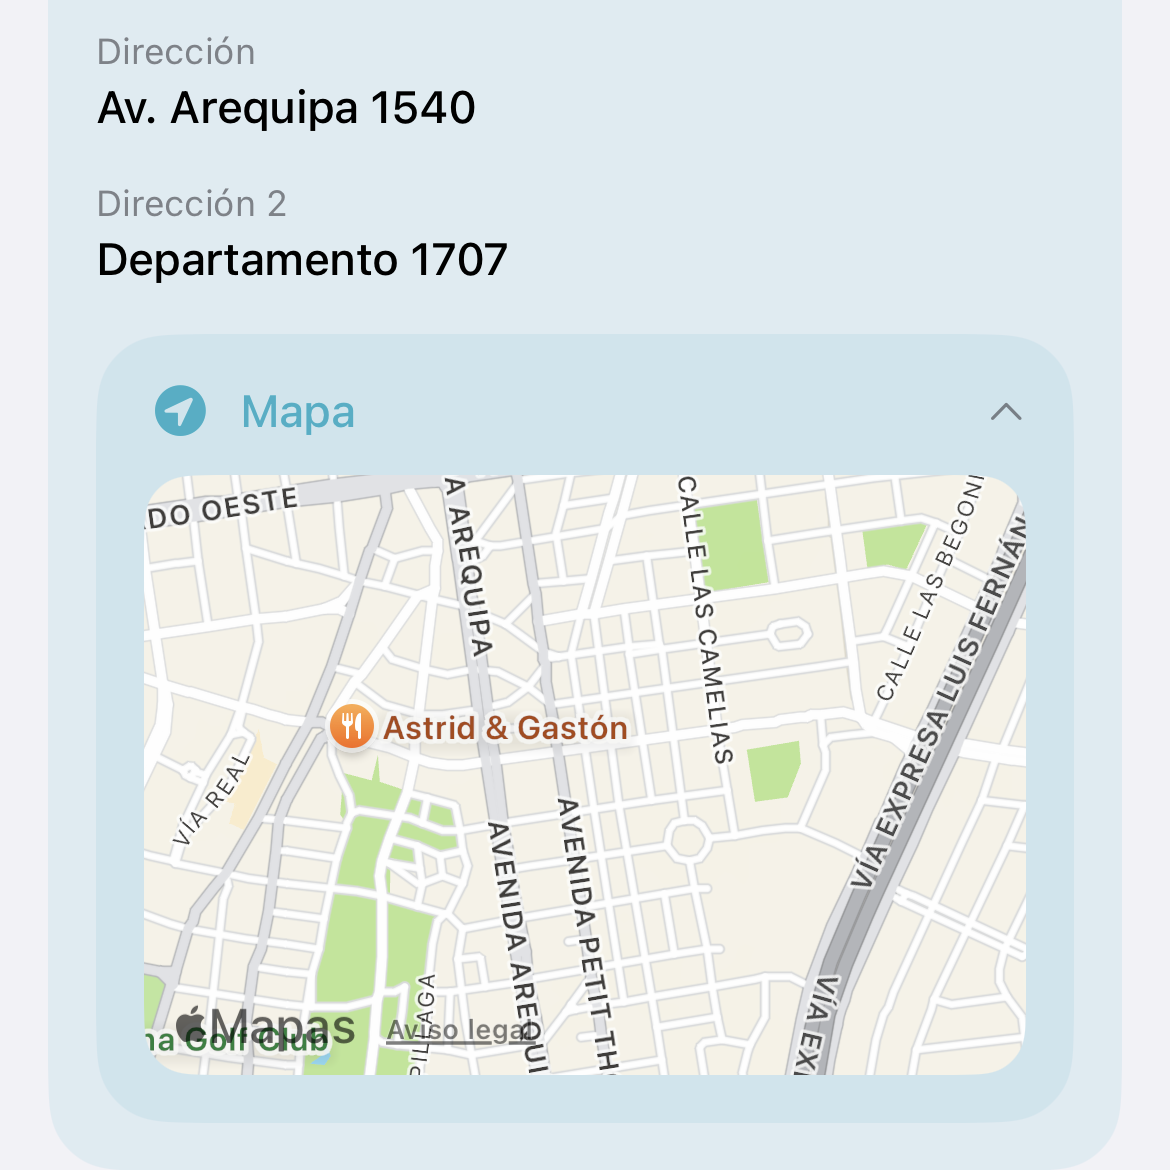 Dirección
Av. Arequipa 1540
Dirección 2
Departamento 1707
Mapa
DO OESTE
A AREQUIPA
CALLE LAS CAMELIAS
CALLE LAS BEGONI
VÍA EXPRESA LUIS FERNÁN
Astrid & Gastón
VÍA REAL
AVENIDA AREQUI
AVENIDA PETIT TH
VÍA EX
PILLAGA
Mapas
Aviso legal
na Golf Club